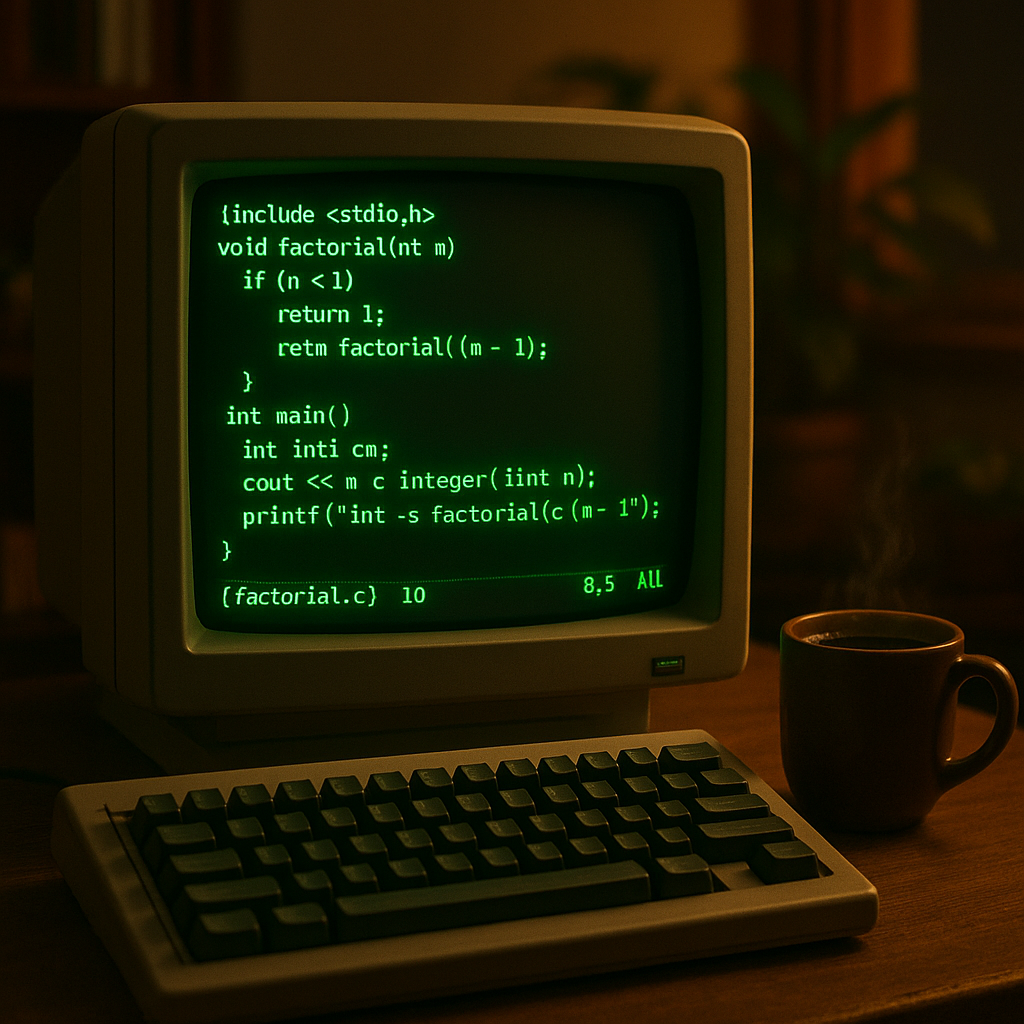 {include <stdio,h>
void factorial(nt m)
if (n < 1)
return 1;
retm factorial((m - 1);
}
int main()
int inti cm;
cout << m c integer(iint n);
printf("int -s factorial(c (m- 1");
}
{factorial.c} 10 8,5 All